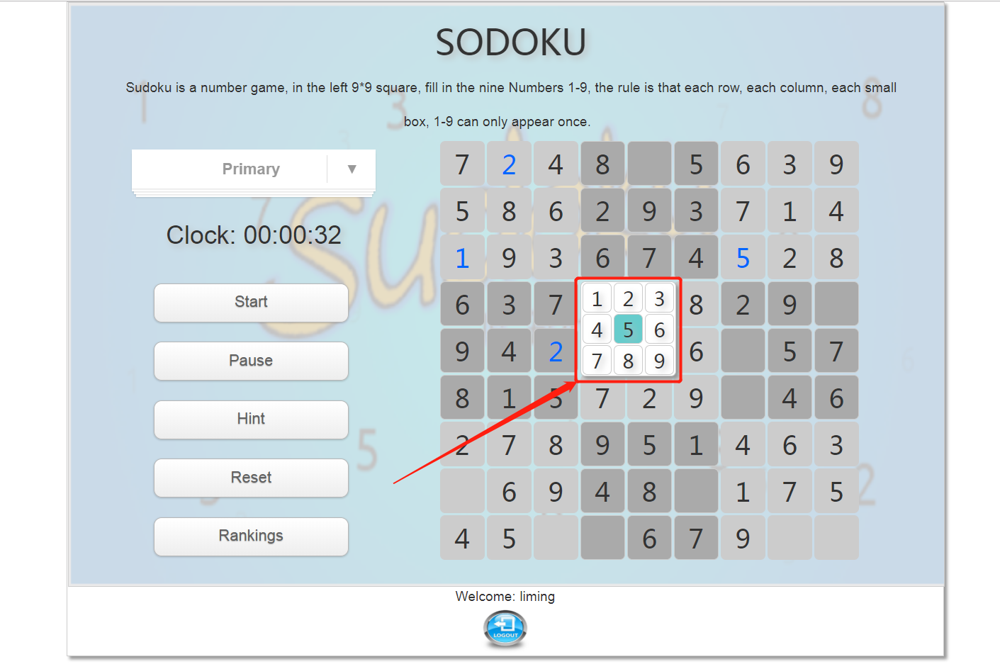 SODOKU
Sudoku is a number game, in the left 9*9 square, fill in the nine Numbers 1-9, the rule is that each row, each column, each small
box, 1-9 can only appear once.
Primary ▼
Clock: 00:00:32
Start
Pause
Hint
Reset
Rankings
7 2 4 8 5 6 3 9
5 8 6 2 9 3 7 1 4
1 9 3 6 7 4 5 2 8
6 3 7 8 2 9
9 4 2 6 5 7
8 1 5 7 2 9 4 6
2 7 8 9 5 1 4 6 3
6 9 4 8 1 7 5
4 5 6 7 9
1 2 3
4 5 6
7 8 9
Welcome: liming
LOGOUT